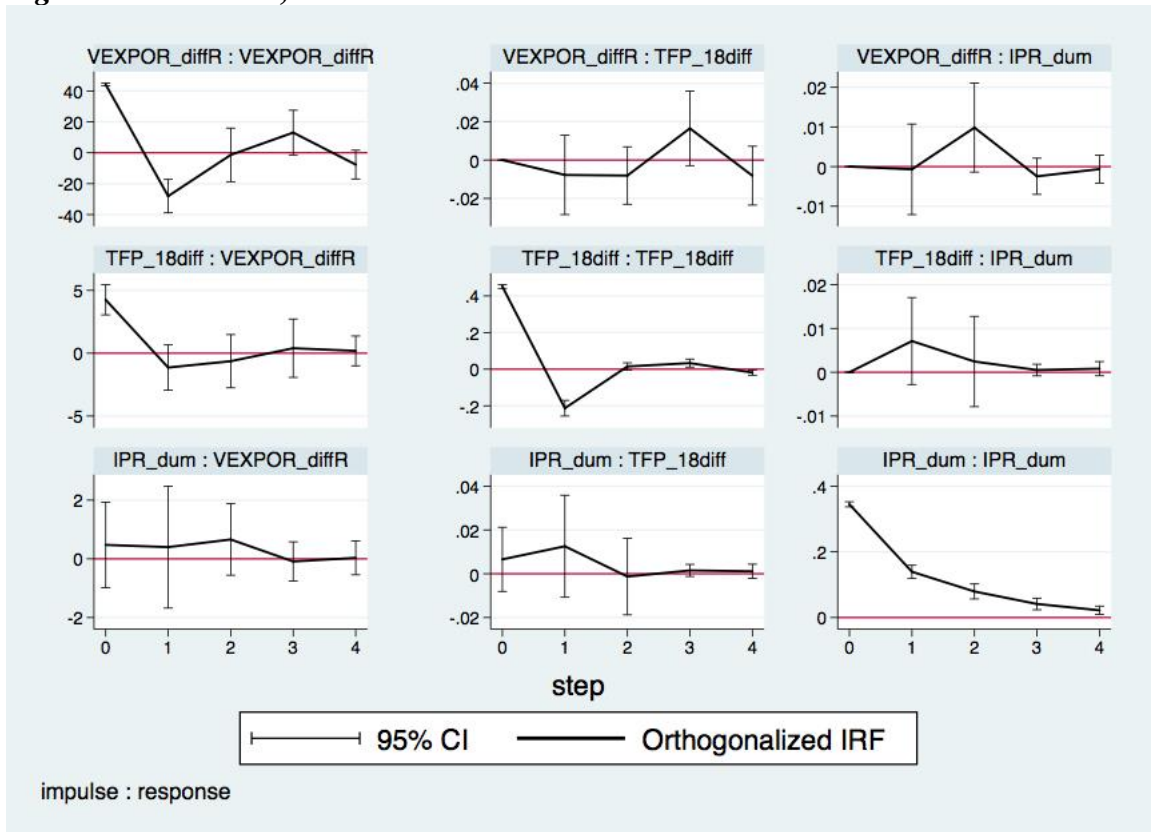 VEXPOR_diffR : VEXPOR_diffR
40
20
0
-20
-40
VEXPOR_diffR : TFP_18diff
.04
.02
0
-.02
VEXPOR_diffR : IPR_dum
.02
.01
0
-.01
TFP_18diff : VEXPOR_diffR
5
0
-5
TFP_18diff : TFP_18diff
.4
.2
0
-.2
TFP_18diff : IPR_dum
.02
.01
0
-.01
IPR_dum : VEXPOR_diffR
2
0
-2
0 1 2 3 4
IPR_dum : TFP_18diff
.04
.02
0
-.02
0 1 2 3 4
IPR_dum : IPR_dum
.4
.2
0
0 1 2 3 4
step
95% CI Orthogonalized IRF
impulse : response